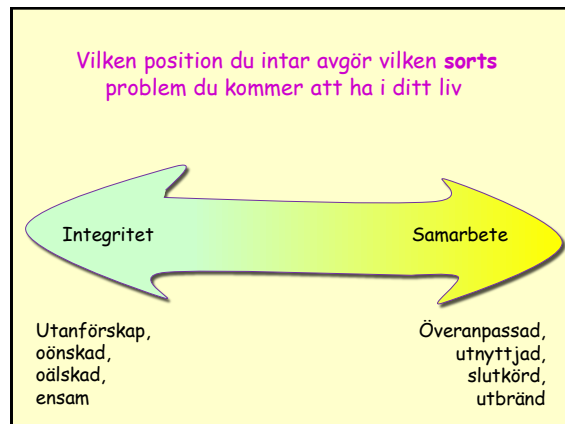 Vilken position du intar avgör vilken sorts
problem du kommer att ha i ditt liv
Integritet
Samarbete
Utanförskap,
oönskad,
oälskad,
ensam
Överanpassad,
utnyttjad,
slutkörd,
utbränd